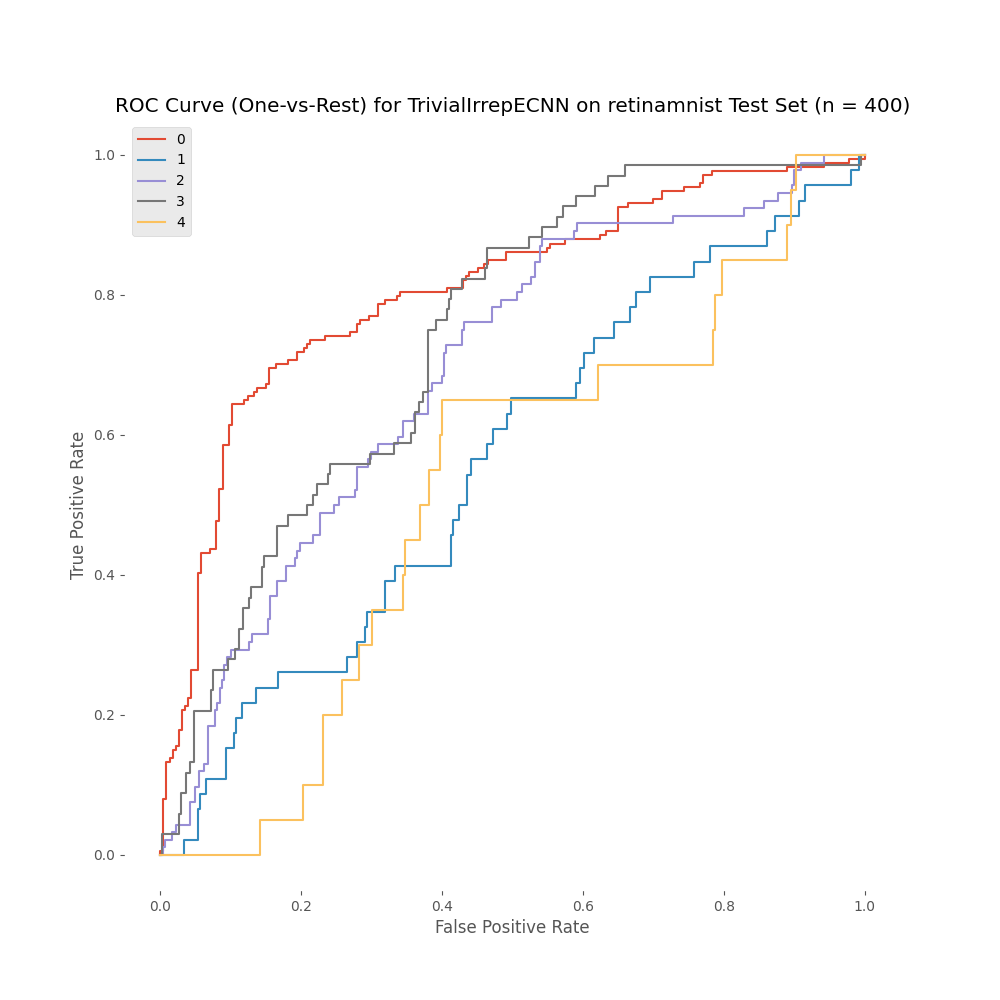 ROC Curve (One-vs-Rest) for TrivialIrrepECNN on retinamnist Test Set (n = 400)
0
1
2
3
4
1.0
0.8
0.6
0.4
0.2
0.0
True Positive Rate
0.0 0.2 0.4 0.6 0.8 1.0
False Positive Rate